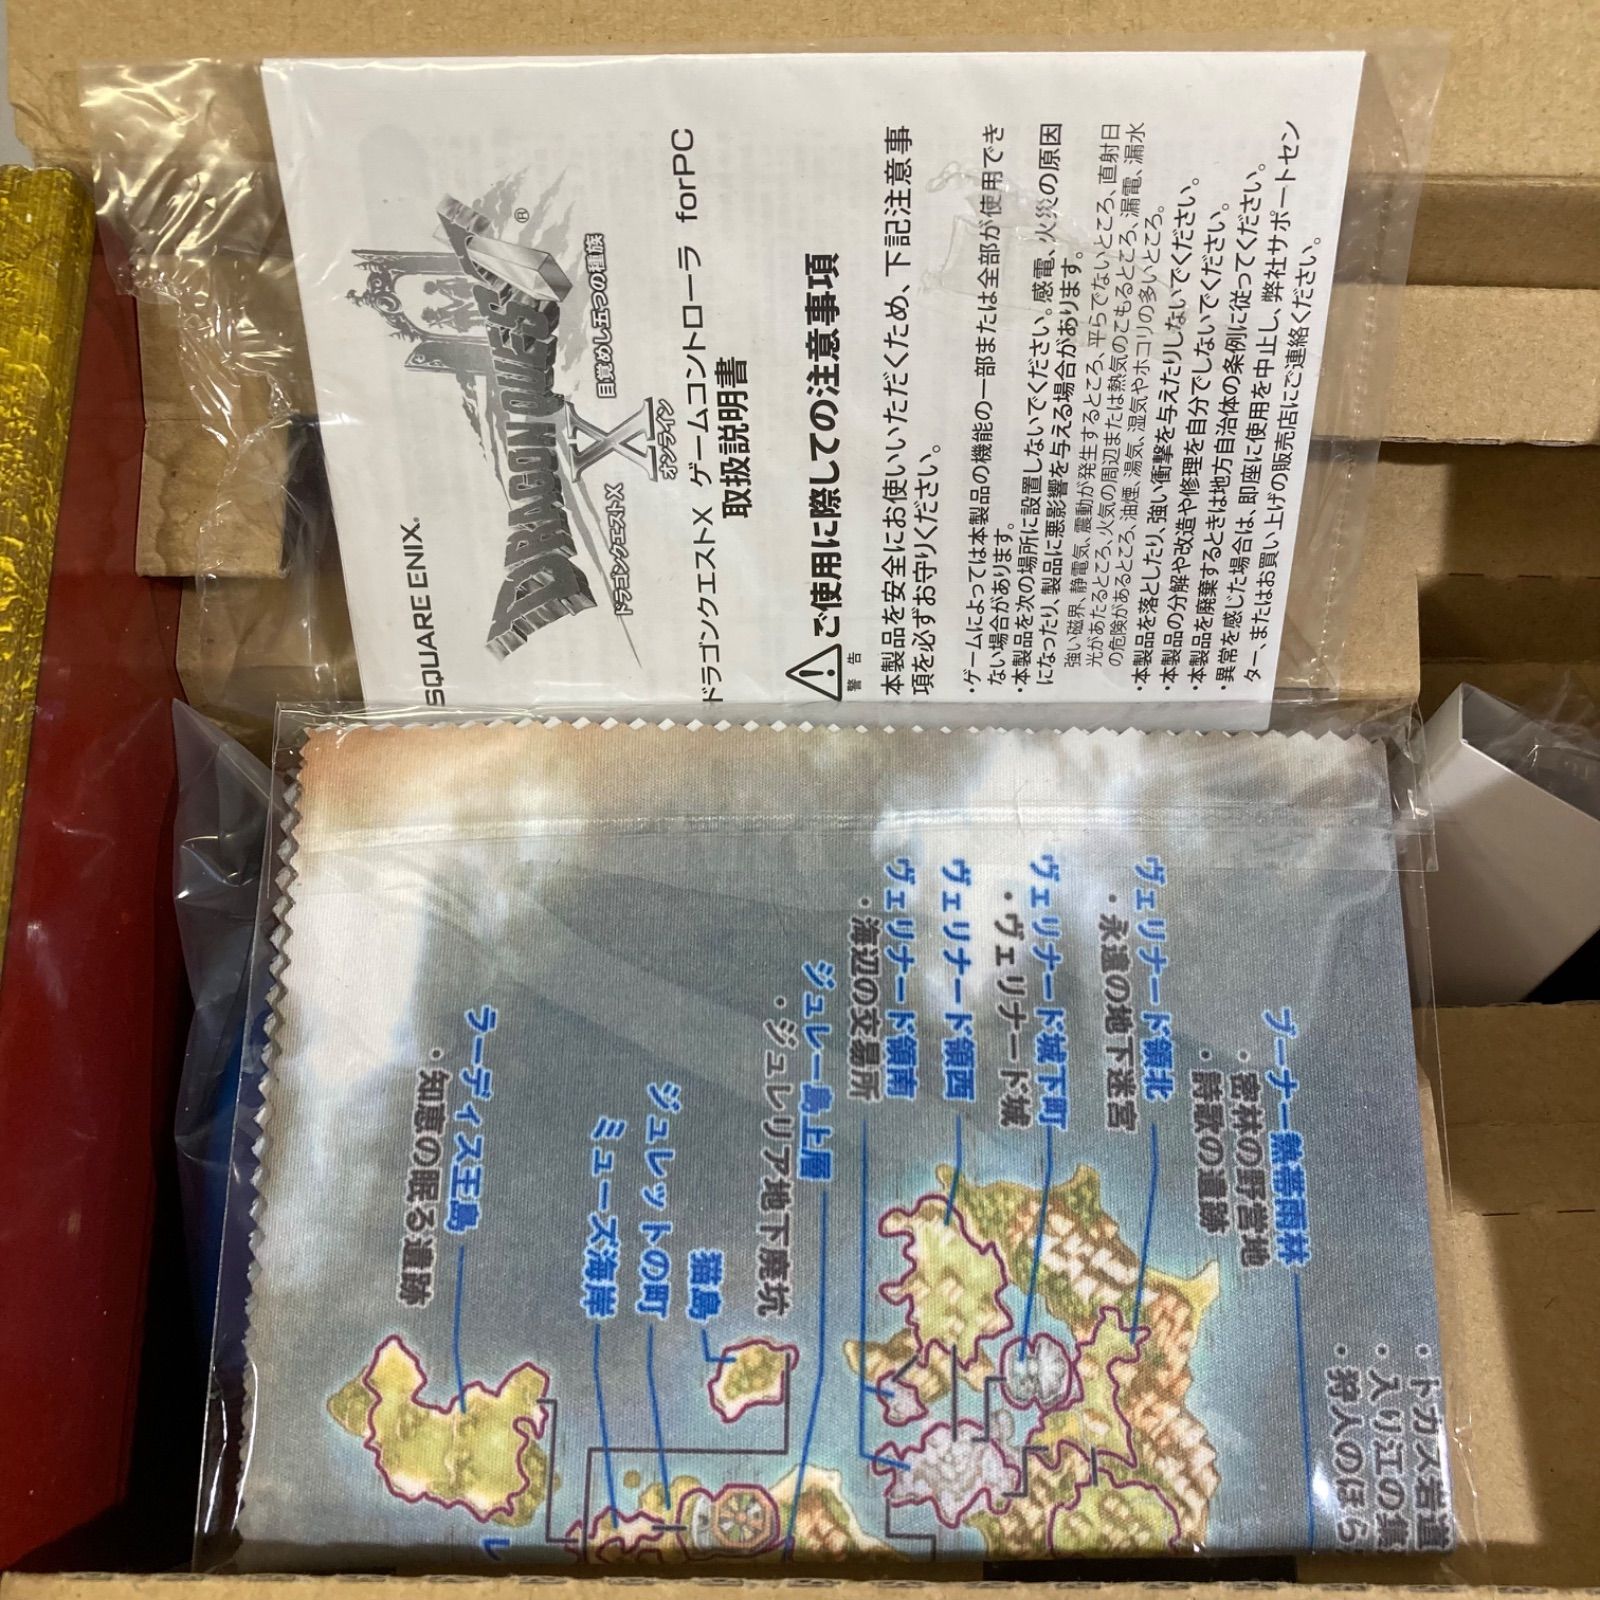 SQUARE ENIX®
DRAGON QUEST®
X
目覚めし五つの種族
ドラゴンクエストX
オンライン
ドラゴンクエストX ゲームコントローラ forPC
取扱説明書
警告
ご使用に際しての注意事項
本製品を安全にお使いいただくため、下記注意事
項を必ずお守りください。
・ゲームによっては本製品の機能の一部または全部が使用でき
ない場合があります。
・本製品を次の場所に設置しないでください。感電、火災の原因
になったり、製品に悪影響を与える場合があります。
強い磁界、静電気、震動が発生するところ、平らでないところ、直射日
光があたるところ、火気の周辺または熱気のこもるところ、漏電、漏水
の危険があるところ、油煙、湯気、湿気やホコリの多いところ。
・本製品を落としたり、強い衝撃を与えたりしないでください。
・本製品の分解や改造や修理を自分でしないでください。
・本製品を廃棄するときは地方自治体の条例に従ってください。
・異常を感じた場合は、即座に使用を中止し、弊社サポートセン
ター、またはお買い上げの販売店にご連絡ください。
プーナー熱帯雨林
・密林の野営地
・詩歌の遺跡
ヴェリナード領北
・永遠の地下迷宮
ヴェリナード城下町
・ヴェリナード城
ヴェリナード領西
ヴェリナード領南
・海辺の交易所
ジュレー島上層
・ジュレリア地下廃坑
猫島
ジュレットの町
ミューズ海岸
ラーディス王島
・知恵の眠る遺跡
・ドガメ岩道
・入り江の集
・狩人のほら
レ